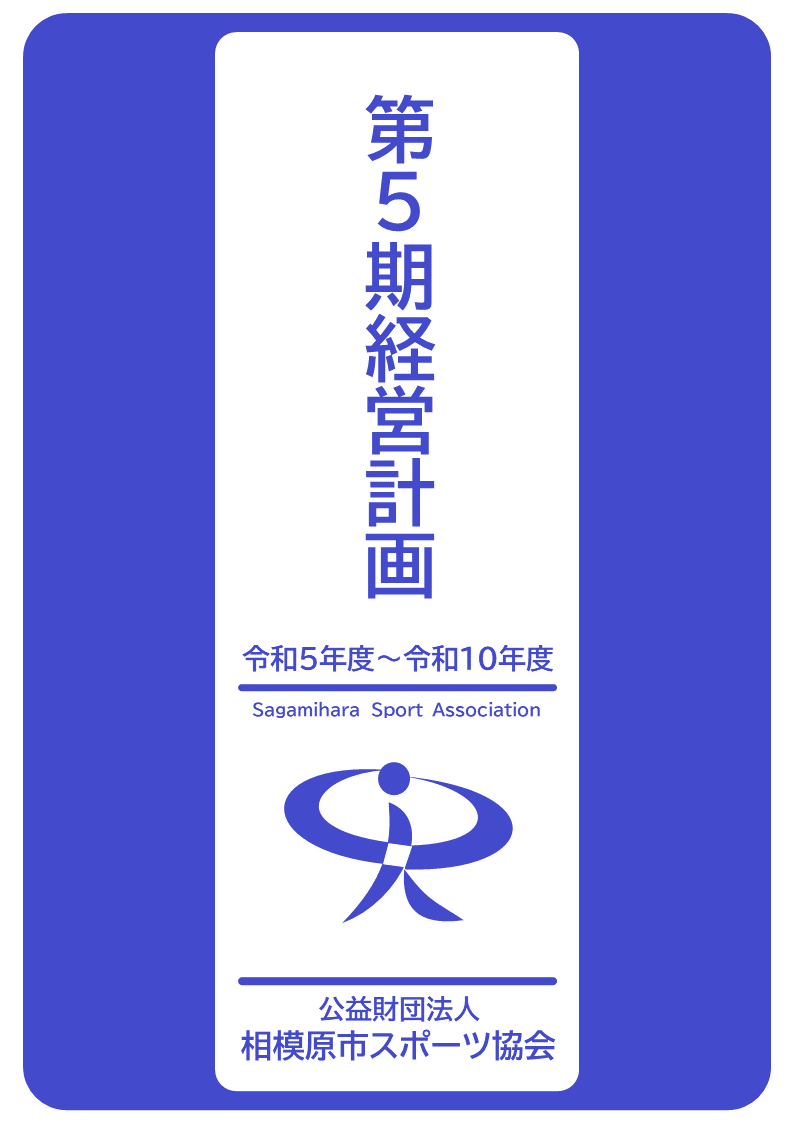 第５期経営計画
令和５年度～令和10年度
Sagamihara Sport Association
公益財団法人
相模原市スポーツ協会